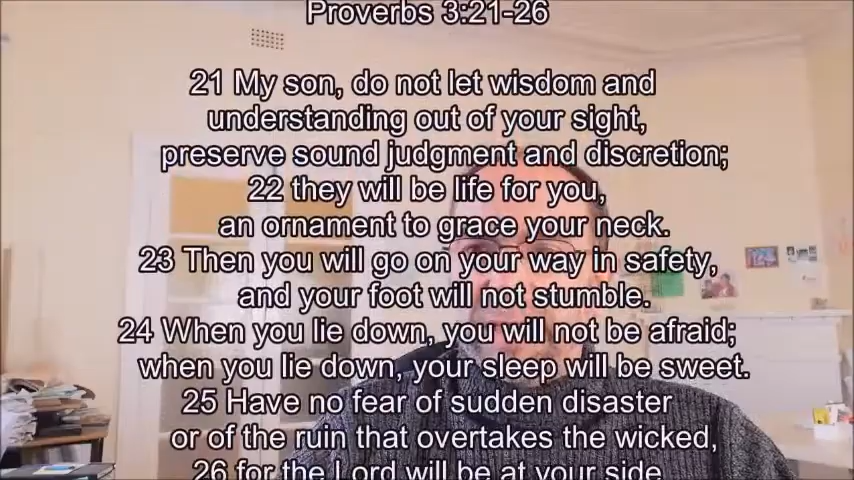 Proverbs 3:21-26
21 My son, do not let wisdom and
understanding out of your sight,
preserve sound judgment and discretion;
22 they will be life for you,
an ornament to grace your neck.
23 Then you will go on your way in safety,
and your foot will not stumble.
24 When you lie down, you will not be afraid;
when you lie down, your sleep will be sweet.
25 Have no fear of sudden disaster
or of the ruin that overtakes the wicked,
26 for the Lord will be at your side